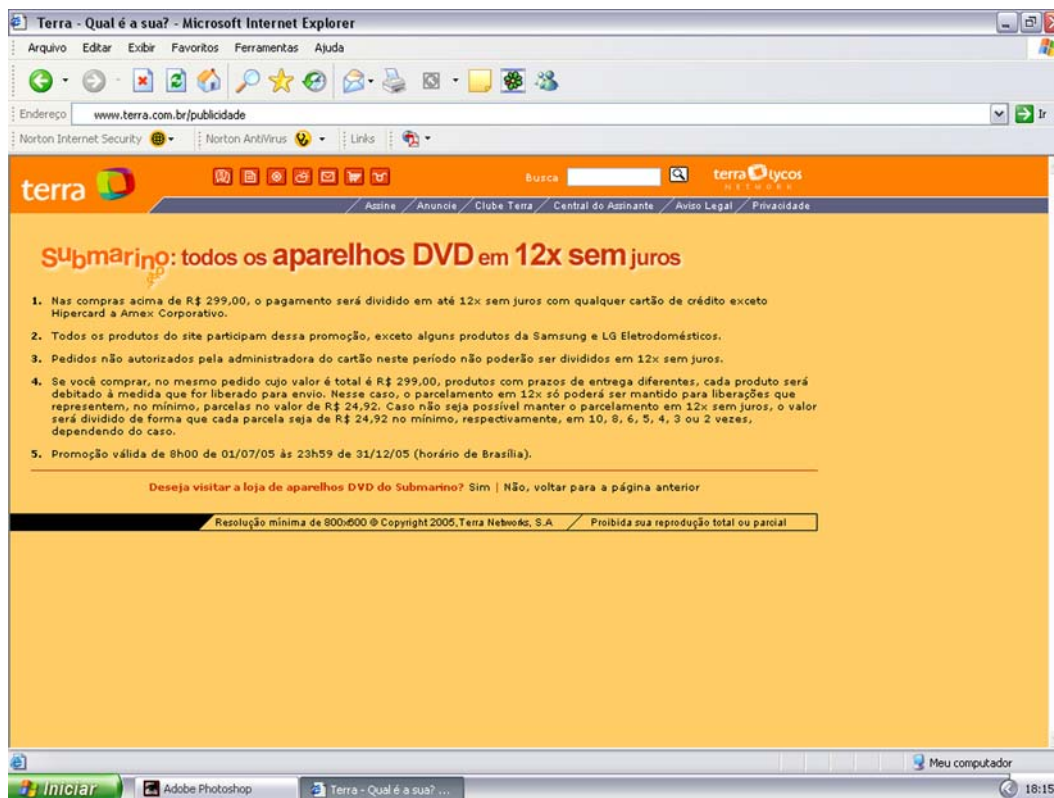 Terra - Qual é a sua? - Microsoft Internet Explorer
Arquivo Editar Exibir Favoritos Ferramentas Ajuda
Endereço www.terra.com.br/publicidade Ir
Norton Internet Security Norton AntiVirus Links
terra Busca terra Lycos
NETWORK
Assine Anuncie Clube Terra Central do Assinante Aviso Legal Privacidade
Submarino: todos os aparelhos DVD em 12x sem juros
1. Nas compras acima de R$ 299,00, o pagamento será dividido em até 12x sem juros com qualquer cartão de crédito exceto
Hipercard a Amex Corporativo.
2. Todos os produtos do site participam dessa promoção, exceto alguns produtos da Samsung e LG Eletrodomésticos.
3. Pedidos não autorizados pela administradora do cartão neste período não poderão ser divididos em 12x sem juros.
4. Se você comprar, no mesmo pedido cujo valor é total é R$ 299,00, produtos com prazos de entrega diferentes, cada produto será
debitado à medida que for liberado para envio. Nesse caso, o parcelamento em 12x só poderá ser mantido para liberações que
representem, no mínimo, parcelas no valor de R$ 24,92. Caso não seja possível manter o parcelamento em 12x sem juros, o valor
será dividido de forma que cada parcela seja de R$ 24,92 no mínimo, respectivamente, em 10, 8, 6, 5, 4, 3 ou 2 vezes,
dependendo do caso.
5. Promoção válida de 8h00 de 01/07/05 às 23h59 de 31/12/05 (horário de Brasília).
Deseja visitar a loja de aparelhos DVD do Submarino? Sim | Não, voltar para a página anterior
Resolução mínima de 800x600 © Copyright 2005, Terra Networks, S.A Proibida sua reprodução total ou parcial
Meu computador
Iniciar Adobe Photoshop Terra - Qual é a sua? ... 18:15